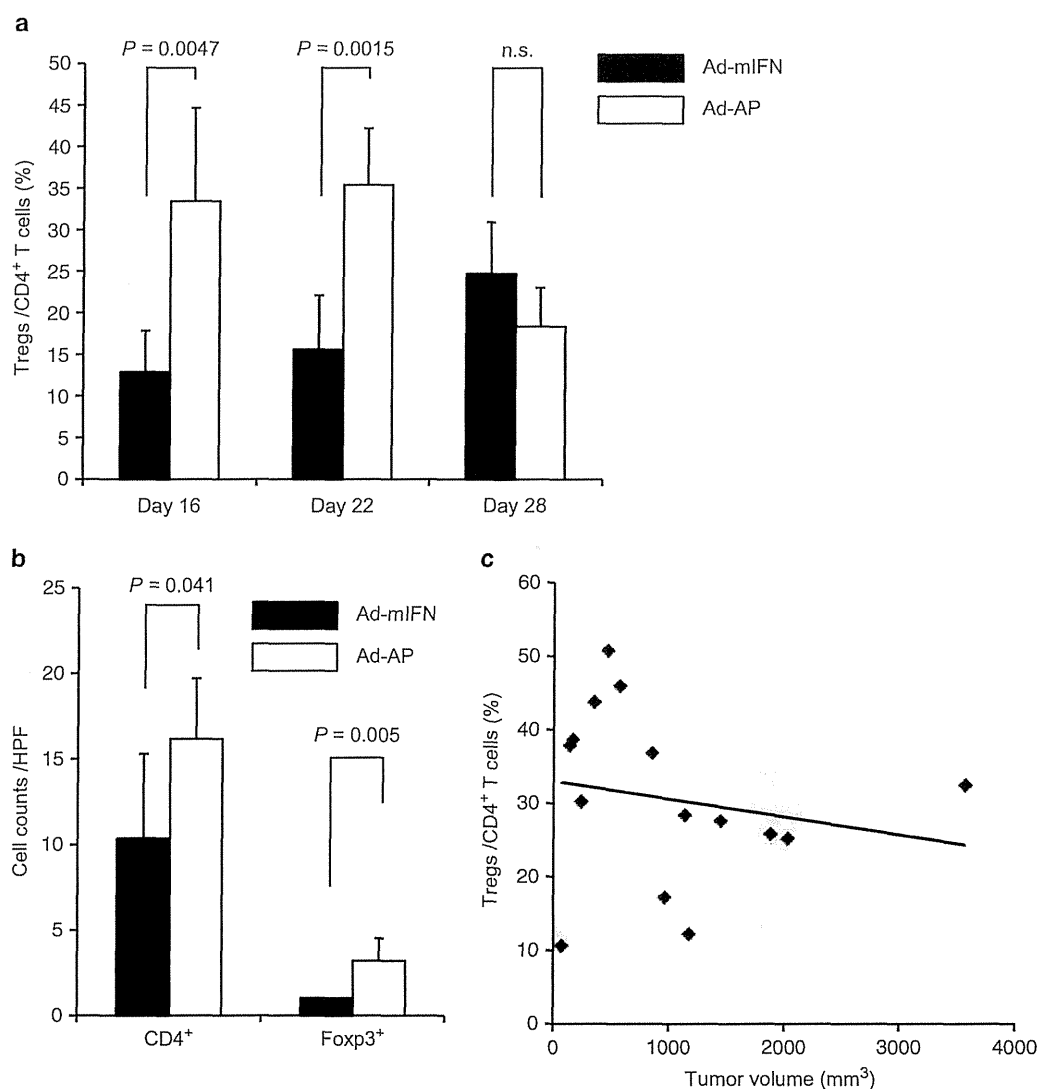 a
P = 0.0047
P = 0.0015
n.s.
Ad-mIFN
Ad-AP
Tregs /CD4⁺ T cells (%)
50
45
40
35
30
25
20
15
10
5
0
Day 16
Day 22
Day 28
b
P = 0.041
P = 0.005
Ad-mIFN
Ad-AP
Cell counts /HPF
25
20
15
10
5
0
CD4⁺
Foxp3⁺
c
Tregs /CD4⁺ T cells (%)
60
50
40
30
20
10
0
0
1000
2000
3000
4000
Tumor volume (mm³)